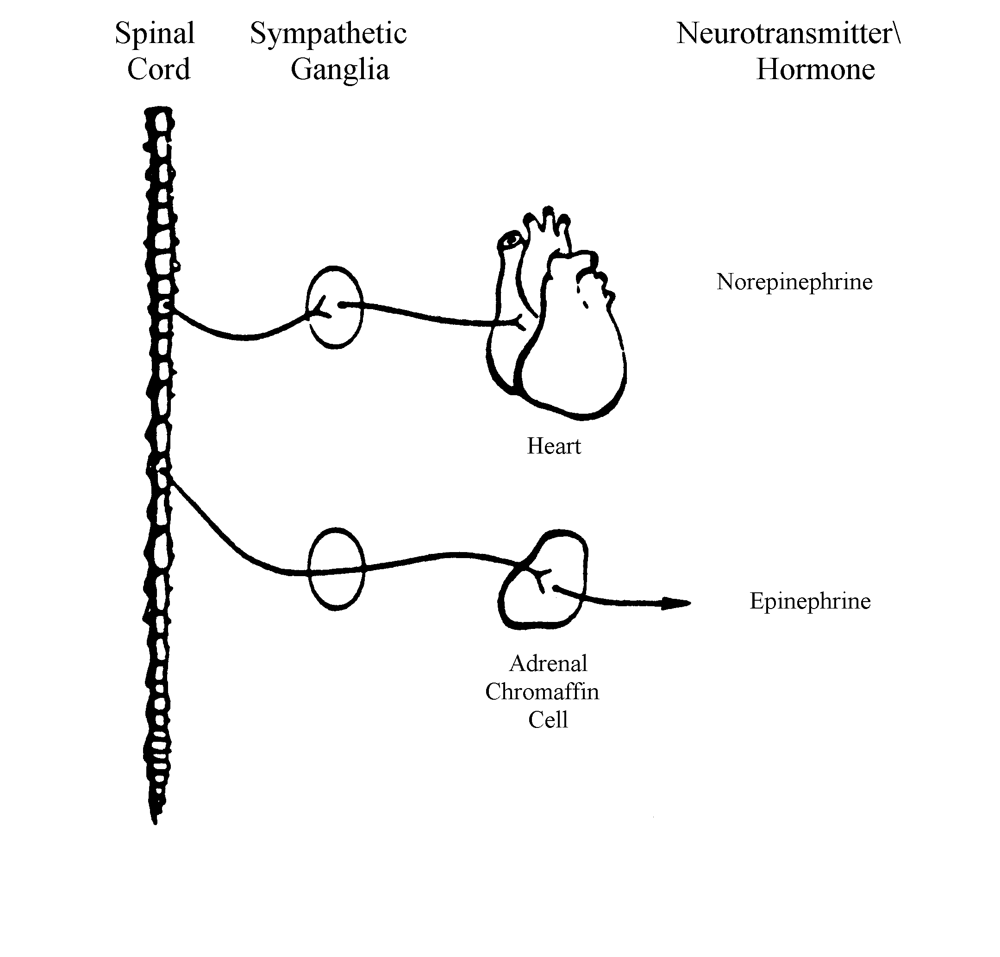 Spinal
Cord
Sympathetic
Ganglia
Neurotransmitter\
Hormone
Norepinephrine
Heart
Epinephrine
Adrenal
Chromaffin
Cell